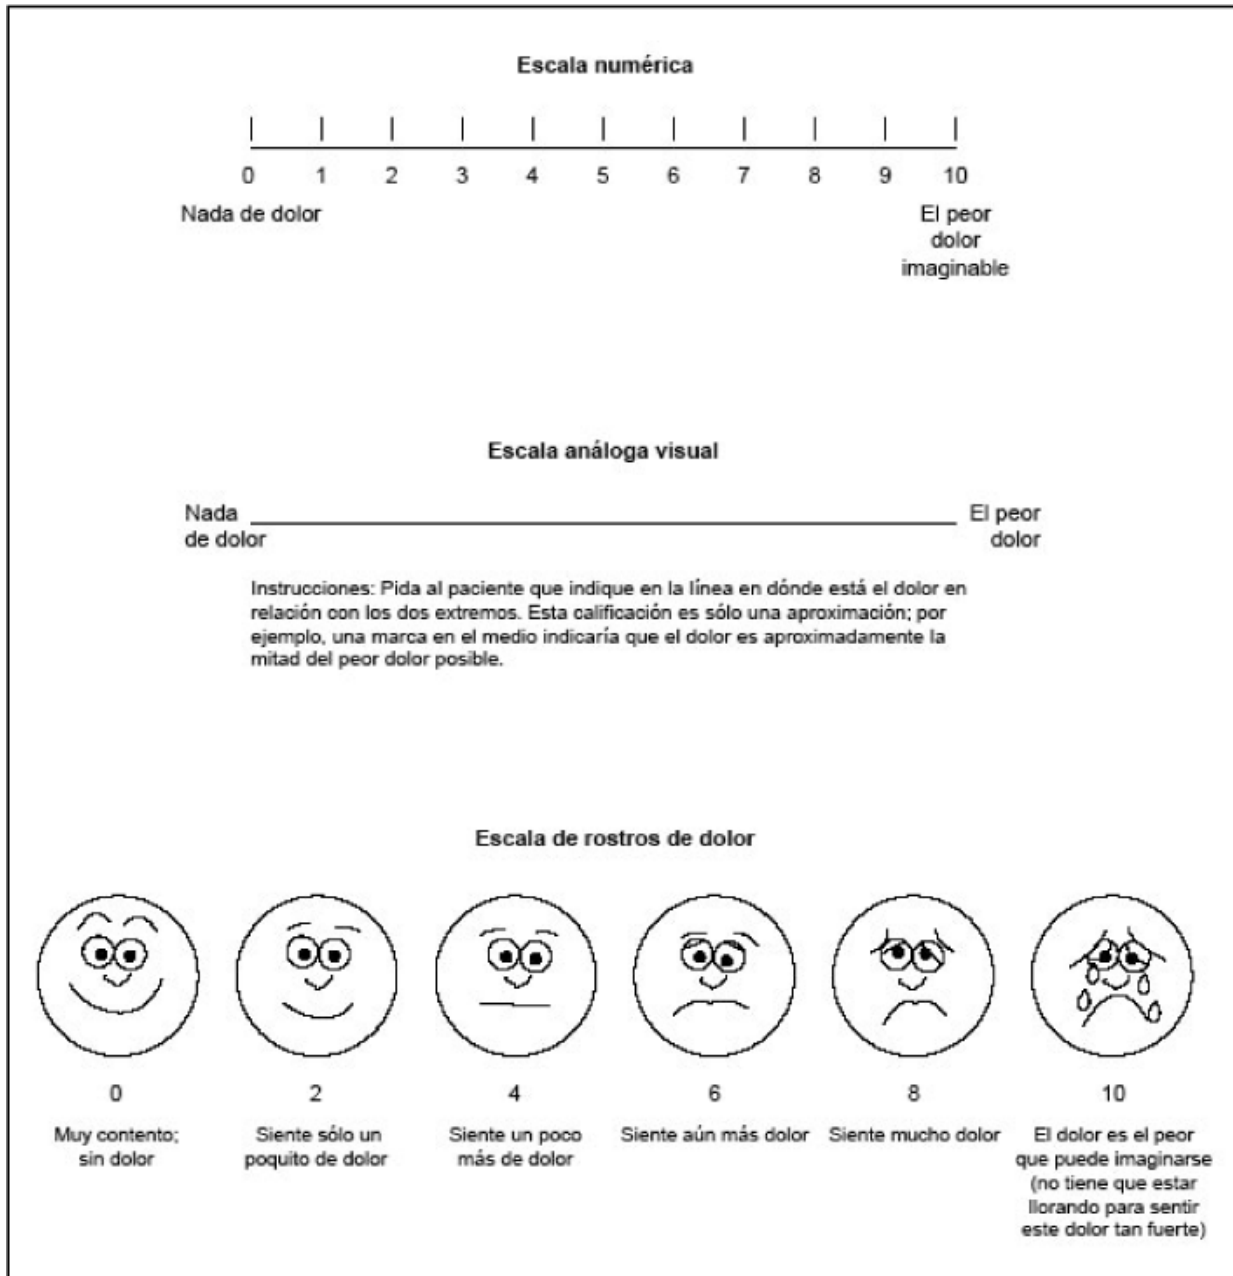 Escala numérica
0 1 2 3 4 5 6 7 8 9 10
Nada de dolor
El peor
dolor
imaginable
Escala análoga visual
Nada
de dolor
El peor
dolor
Instrucciones: Pida al paciente que indique en la línea en dónde está el dolor en
relación con los dos extremos. Esta calificación es sólo una aproximación; por
ejemplo, una marca en el medio indicaría que el dolor es aproximadamente la
mitad del peor dolor posible.
Escala de rostros de dolor
0
Muy contento;
sin dolor
2
Siente sólo un
poquito de dolor
4
Siente un poco
más de dolor
6
Siente aún más dolor
8
Siente mucho dolor
10
El dolor es el peor
que puede imaginarse
(no tiene que estar
llorando para sentir
este dolor tan fuerte)